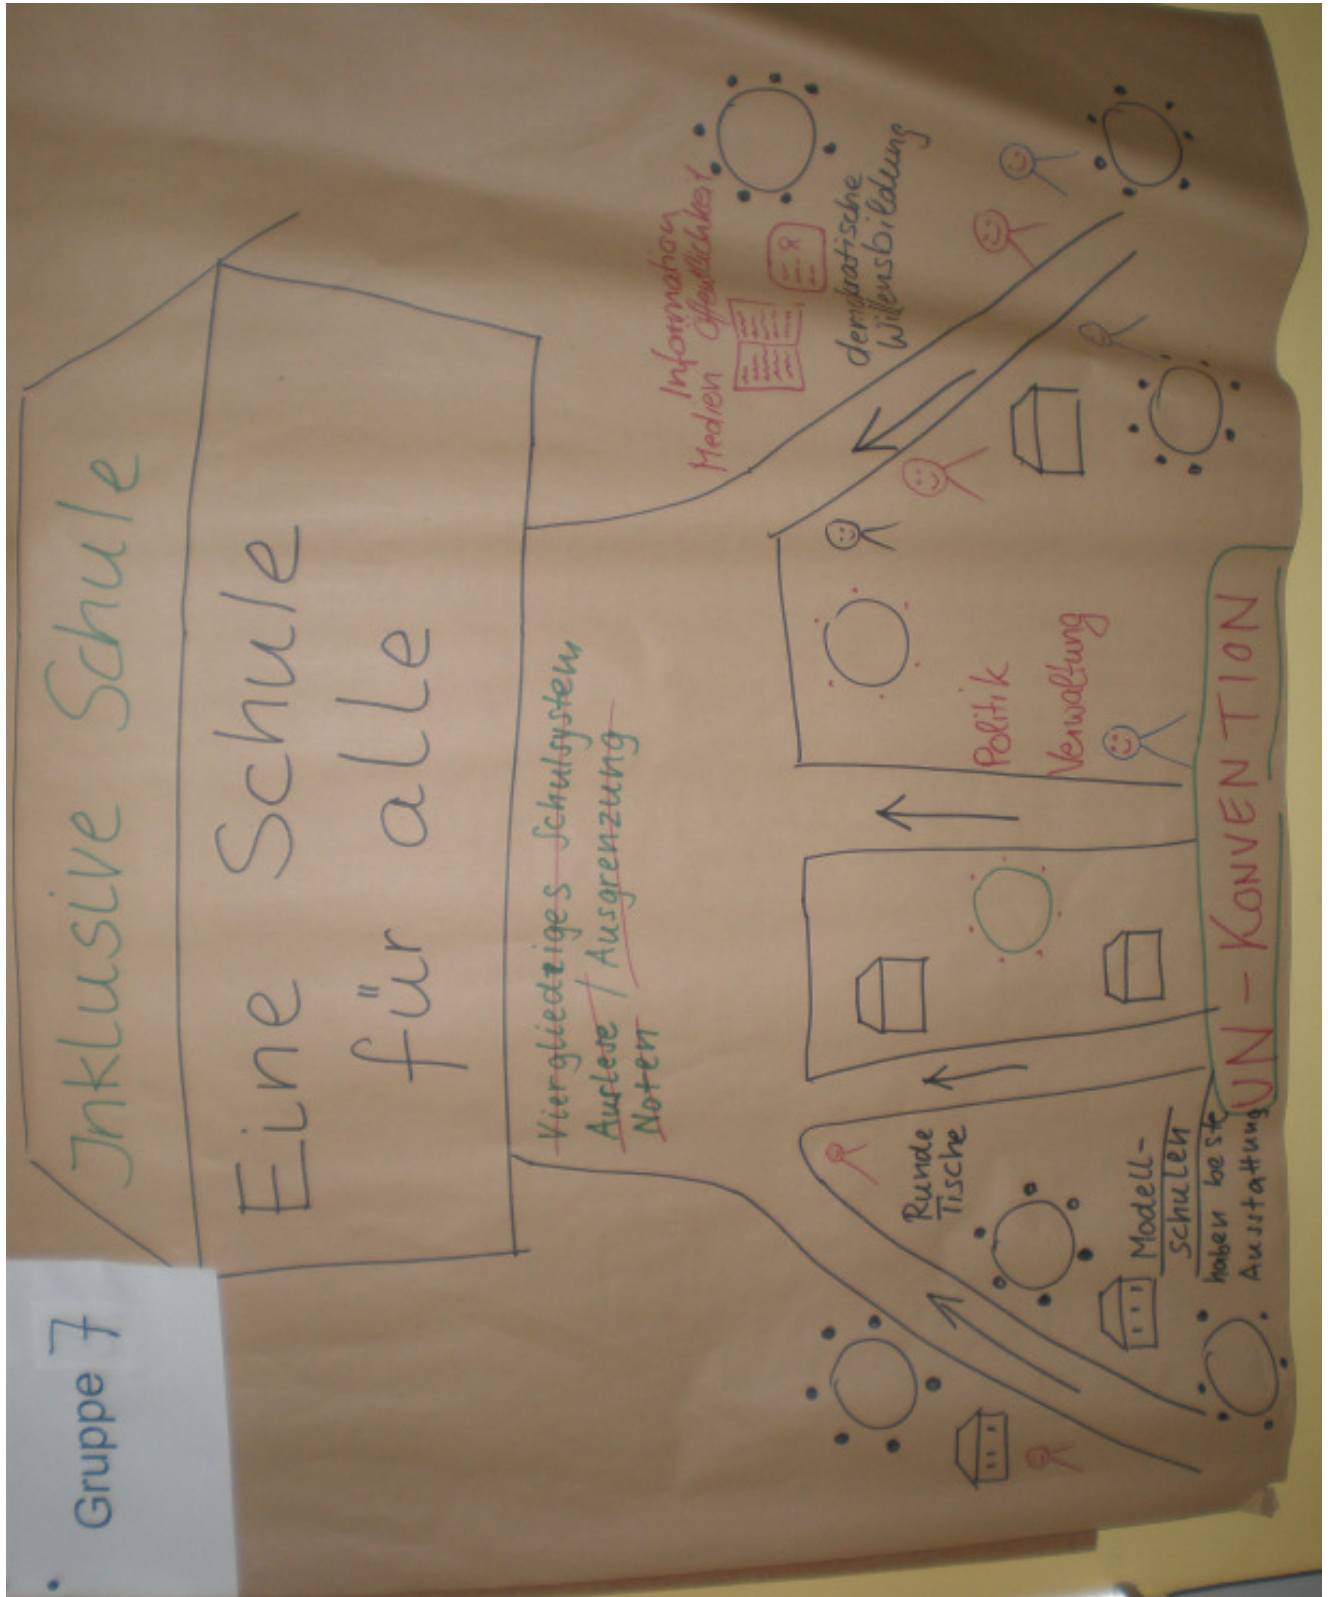 Gruppe 7
Inklusive Schule
Eine Schule
für alle
Viergliedriges Schulsystem
Auslese / Ausgrenzung
Noten
Information
Medien Öffentlichkeit
demokratische
Willensbildung
Runde
Tische
Politik
Verwaltung
Modell-
schulen
haben beste
Ausstattung
UN-KONVENTION